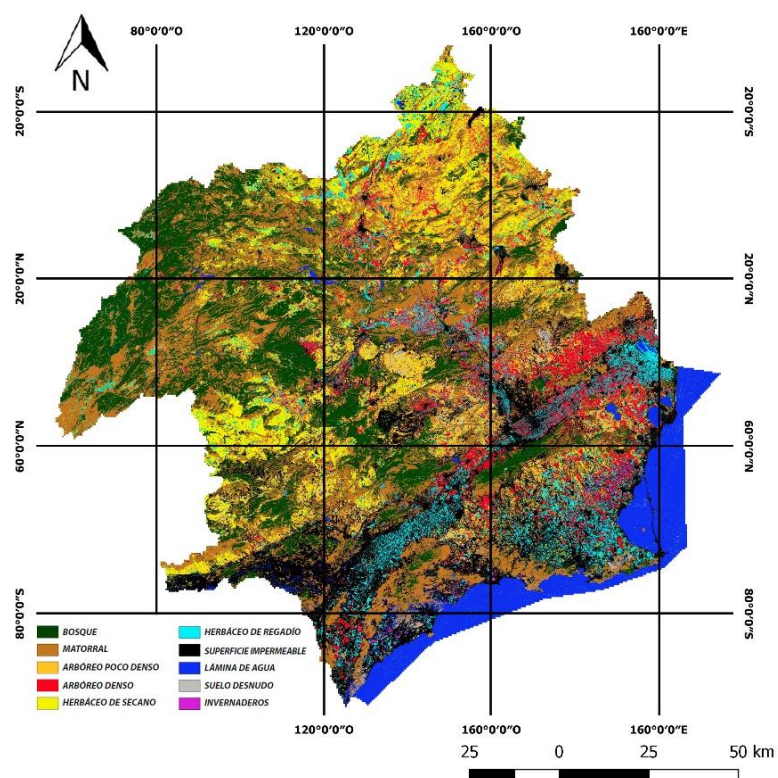 80°0'0"O 120°0'0"O 160°0'0"E 160°0'0"E
N
20°0'0"S 20°0'0"S
20°0'0"N 20°0'0"N
60°0'0"N 60°0'0"N
80°0'0"S 80°0'0"S
BOSQUE
MATORRAL
ARBÓREO POCO DENSO
ARBÓREO DENSO
HERBÁCEO DE SECANO
HERBÁCEO DE REGADÍO
SUPERFICIE IMPERMEABLE
LÁMINA DE AGUA
SUELO DESNUDO
INVERNADEROS
120°0'0"O 160°0'0"O 160°0'0"E
25 0 25 50 km